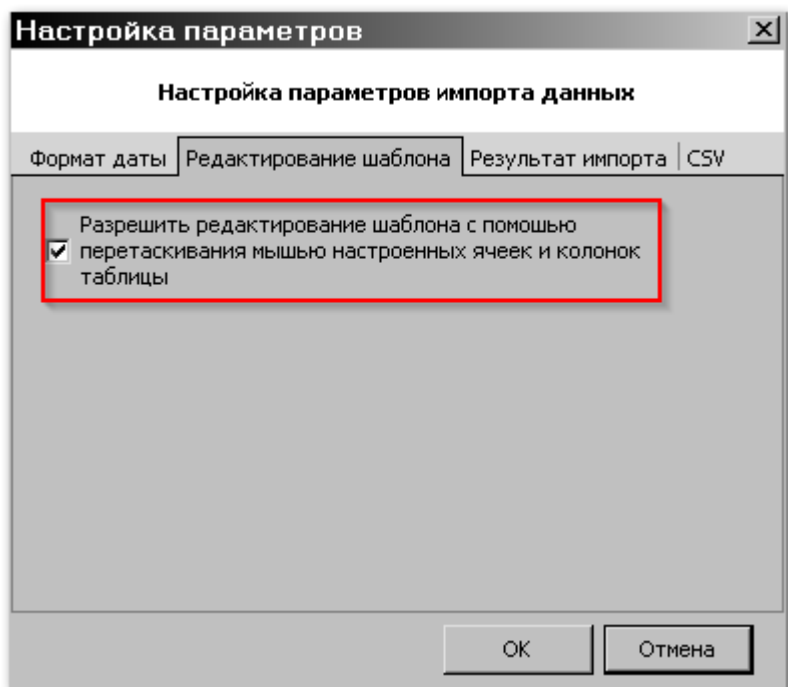 Настройка параметров
Настройка параметров импорта данных
Формат даты Редактирование шаблона Результат импорта CSV
Разрешить редактирование шаблона с помошью
перетаскивания мышью настроенных ячеек и колонок
таблицы
OK Отмена